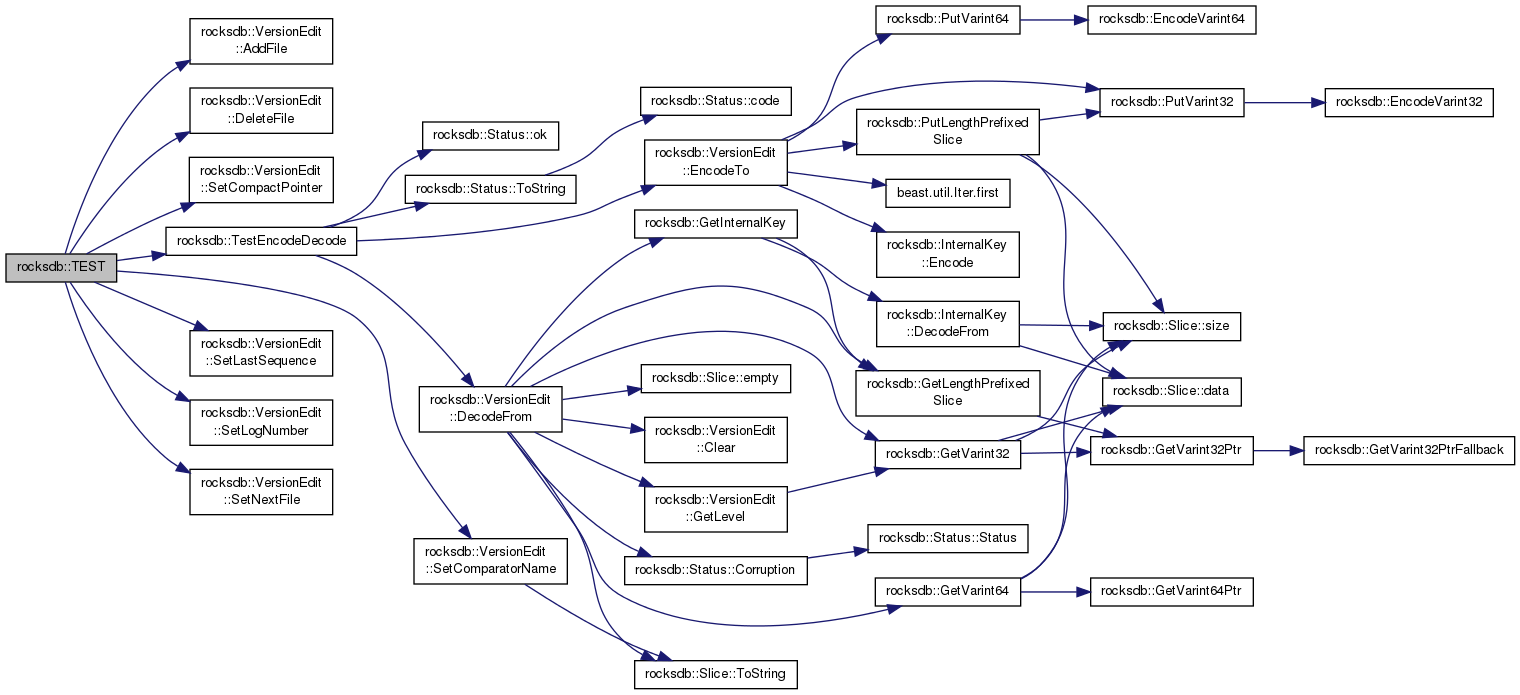 rocksdb::TEST
rocksdb::VersionEdit
::AddFile
rocksdb::VersionEdit
::DeleteFile
rocksdb::VersionEdit
::SetCompactPointer
rocksdb::TestEncodeDecode
rocksdb::VersionEdit
::SetLastSequence
rocksdb::VersionEdit
::SetLogNumber
rocksdb::VersionEdit
::SetNextFile
rocksdb::Status::ok
rocksdb::Status::ToString
rocksdb::VersionEdit
::DecodeFrom
rocksdb::VersionEdit
::SetComparatorName
rocksdb::Status::code
rocksdb::VersionEdit
::EncodeTo
rocksdb::GetInternalKey
rocksdb::Slice::empty
rocksdb::VersionEdit
::Clear
rocksdb::VersionEdit
::GetLevel
rocksdb::Status::Corruption
rocksdb::Slice::ToString
rocksdb::PutVarint64
rocksdb::PutLengthPrefixed
Slice
beast.util.Iter.first
rocksdb::InternalKey
::Encode
rocksdb::InternalKey
::DecodeFrom
rocksdb::GetLengthPrefixed
Slice
rocksdb::GetVarint32
rocksdb::Status::Status
rocksdb::GetVarint64
rocksdb::EncodeVarint64
rocksdb::PutVarint32
rocksdb::Slice::size
rocksdb::Slice::data
rocksdb::GetVarint32Ptr
rocksdb::GetVarint64Ptr
rocksdb::EncodeVarint32
rocksdb::GetVarint32PtrFallback